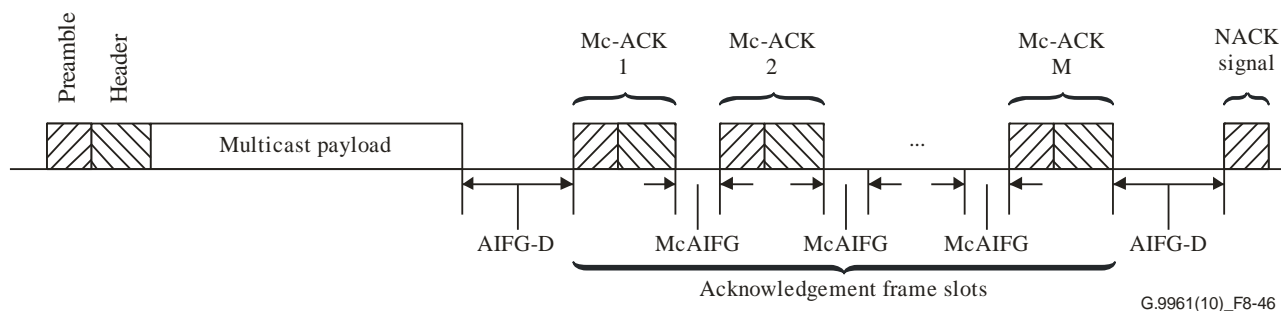 Preamble
Header
Mc-ACK
1
Mc-ACK
2
Mc-ACK
M
NACK
signal
Multicast payload
...
AIFG-D
McAIFG
McAIFG
McAIFG
AIFG-D
Acknowledgement frame slots
G.9961(10)_F8-46